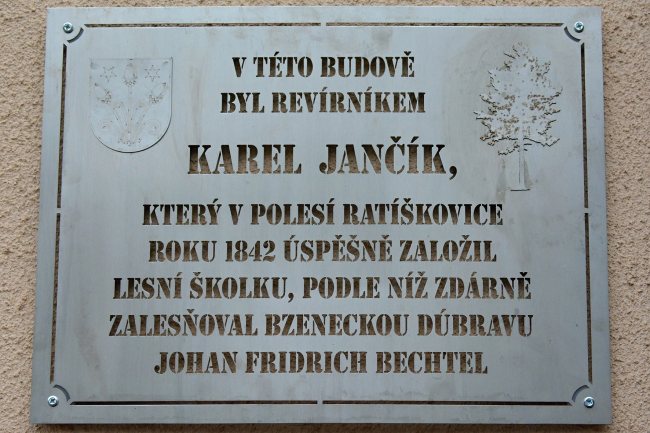 V TÉTO BUDOVĚ
BYL REVÍRNÍKEM
KAREL JANČÍK,
KTERÝ V POLESÍ RATÍŠKOVICE
ROKU 1842 ÚSPĚŠNĚ ZALOŽIL
LESNÍ ŠKOLKU, PODLE NÍŽ ZDÁRNĚ
ZALESŇOVAL BZENECKOU DÚBRAVU
JOHAN FRIDRICH BECHTEL